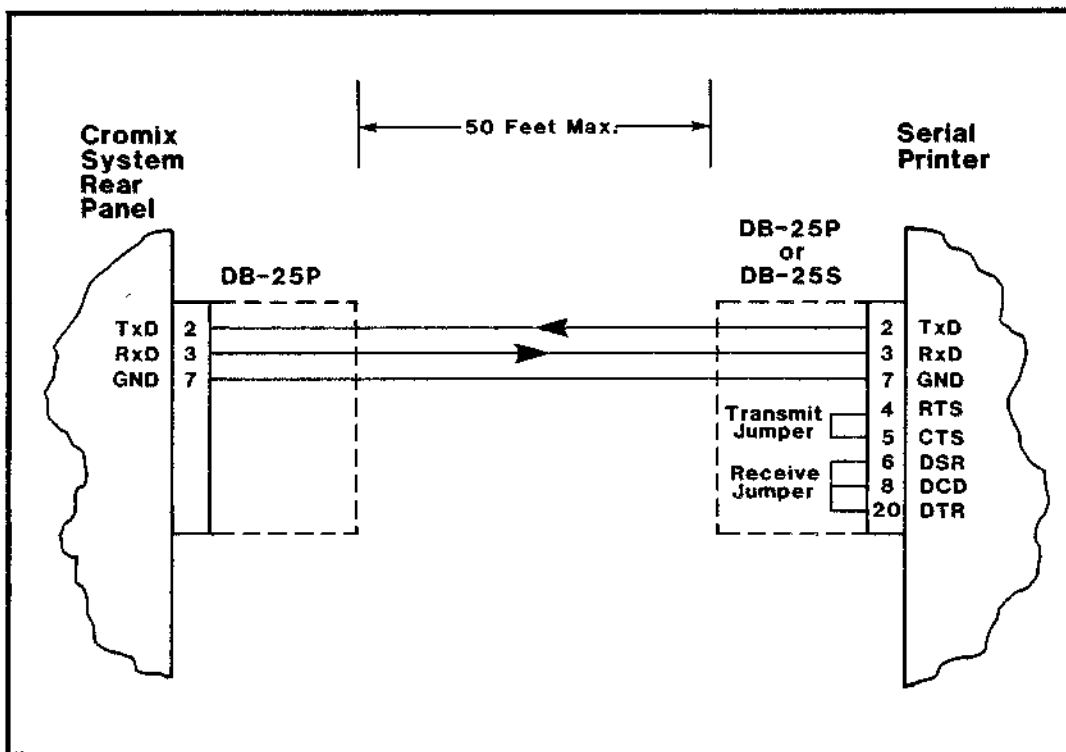 50 Feet Max.
Cromix
System
Rear
Panel
Serial
Printer
DB-25P
DB-25P
or
DB-25S
TxD 2
RxD 3
GND 7
2 TxD
3 RxD
7 GND
Transmit
Jumper
4 RTS
5 CTS
Receive
Jumper
6 DSR
8 DCD
20 DTR